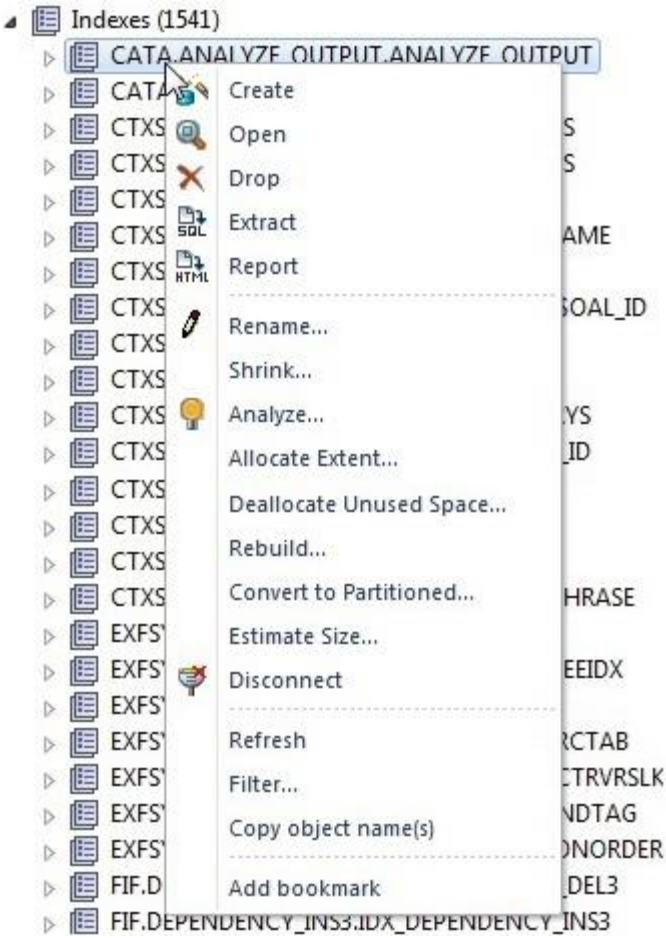 Indexes (1541)
CATA.ANALYZE_OUTPUT.ANALYZE_OUTPUT
CATA
Create
CTXS S
Open
CTXS S
Drop
CTXS
Extract
SQL
CTXS AME
Report
HTML
CTXS
CTXS SOAL_ID
Rename...
CTXS
Shrink...
CTXS
Analyze...
CTXS YS
CTXS _ID
Allocate Extent...
CTXS
Deallocate Unused Space...
CTXS
Rebuild...
CTXS
Convert to Partitioned...
CTXS HRASE
EXFS
Estimate Size...
EXFS EEIDX
Disconnect
EXFS
EXFS RCTAB
Refresh
EXFS CTRVRSLK
Filter...
EXFS NDTAG
Copy object name(s)
EXFS ONORDER
FIF.D _DEL3
Add bookmark
FIF.DEPENDENCY_INS3.IDX_DEPENDENCY_INS3